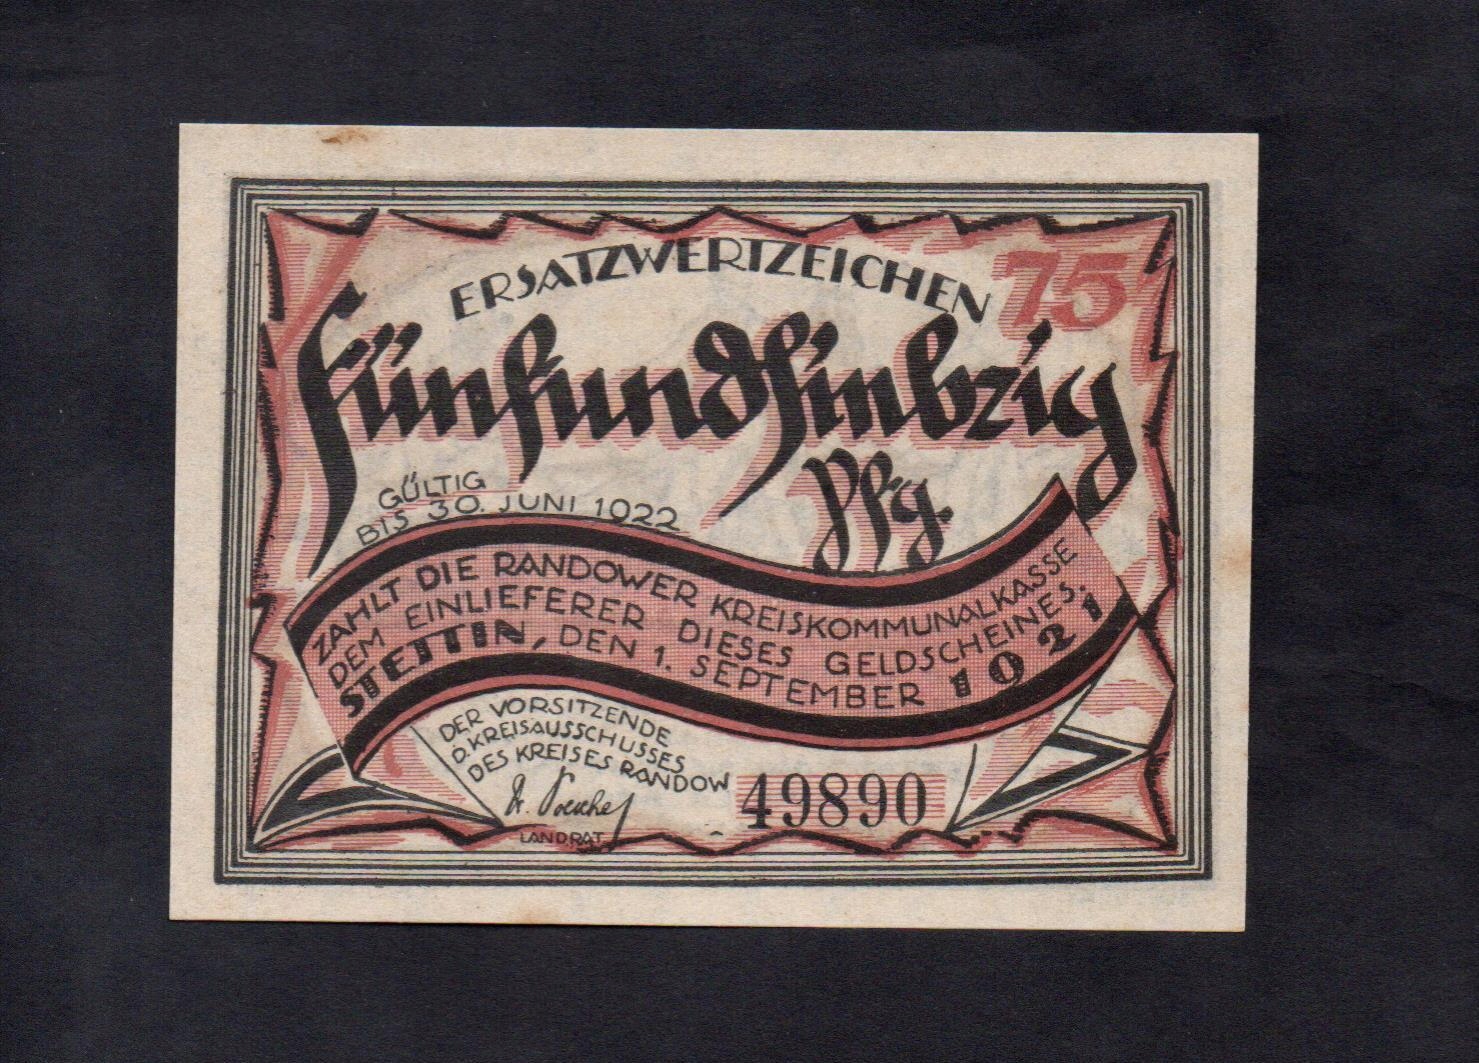 ERSATZWERTZEICHEN
75
Fünfundsiebzig
Pfg.
GÜLTIG
BIS 30. JUNI 1922
ZAHLT DIE RANDOWER KREISKOMMUNALKASSE
DEM EINLIEFERER DIESES GELDSCHEINES.
STETTIN, DEN 1. SEPTEMBER 1921
DER VORSITZENDE
D. KREISAUSSCHUSSES
DES KREISES RANDOW
LANDRAT
49890